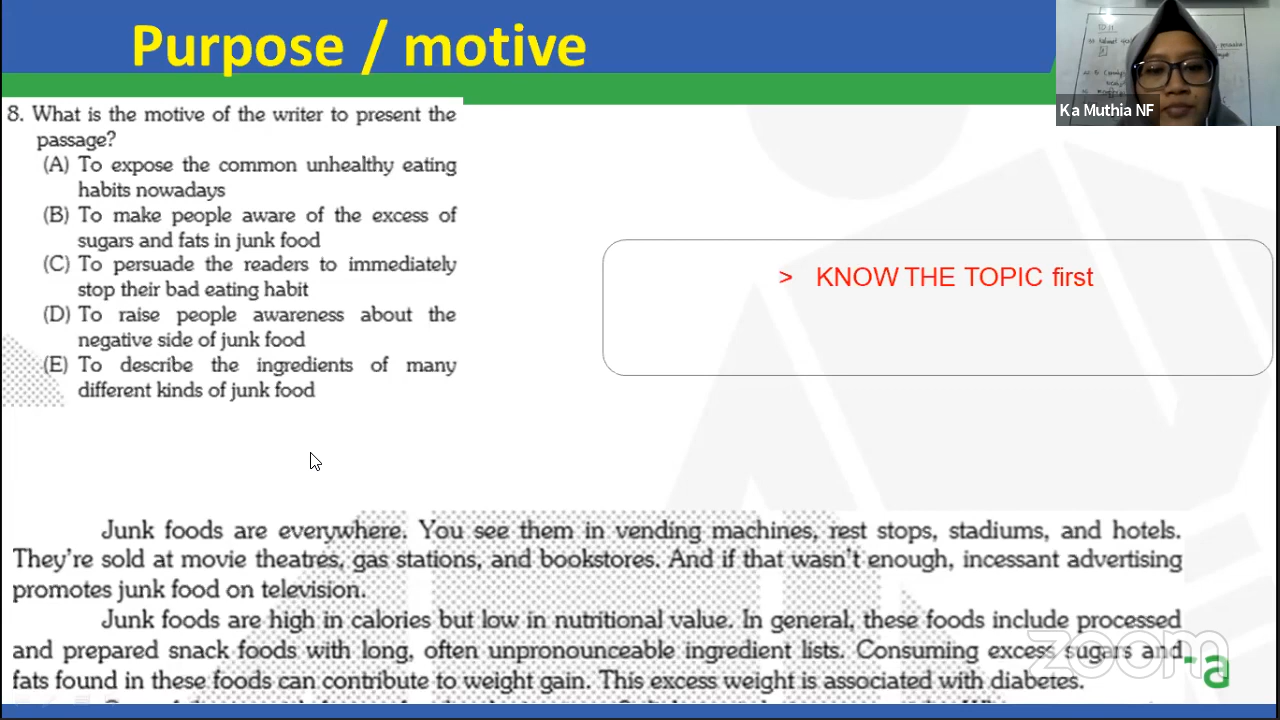 Purpose / motive
8. What is the motive of the writer to present the
passage?
(A) To expose the common unhealthy eating
habits nowadays
(B) To make people aware of the excess of
sugars and fats in junk food
(C) To persuade the readers to immediately
stop their bad eating habit
(D) To raise people awareness about the
negative side of junk food
(E) To describe the ingredients of many
different kinds of junk food
> KNOW THE TOPIC first
Ka Muthia NF
Junk foods are everywhere. You see them in vending machines, rest stops, stadiums, and hotels.
They're sold at movie theatres, gas stations, and bookstores. And if that wasn't enough, incessant advertising
promotes junk food on television.
Junk foods are high in calories but low in nutritional value. In general, these foods include processed
and prepared snack foods with long, often unpronounceable ingredient lists. Consuming excess sugars and
fats found in these foods can contribute to weight gain. This excess weight is associated with diabetes.
zoom